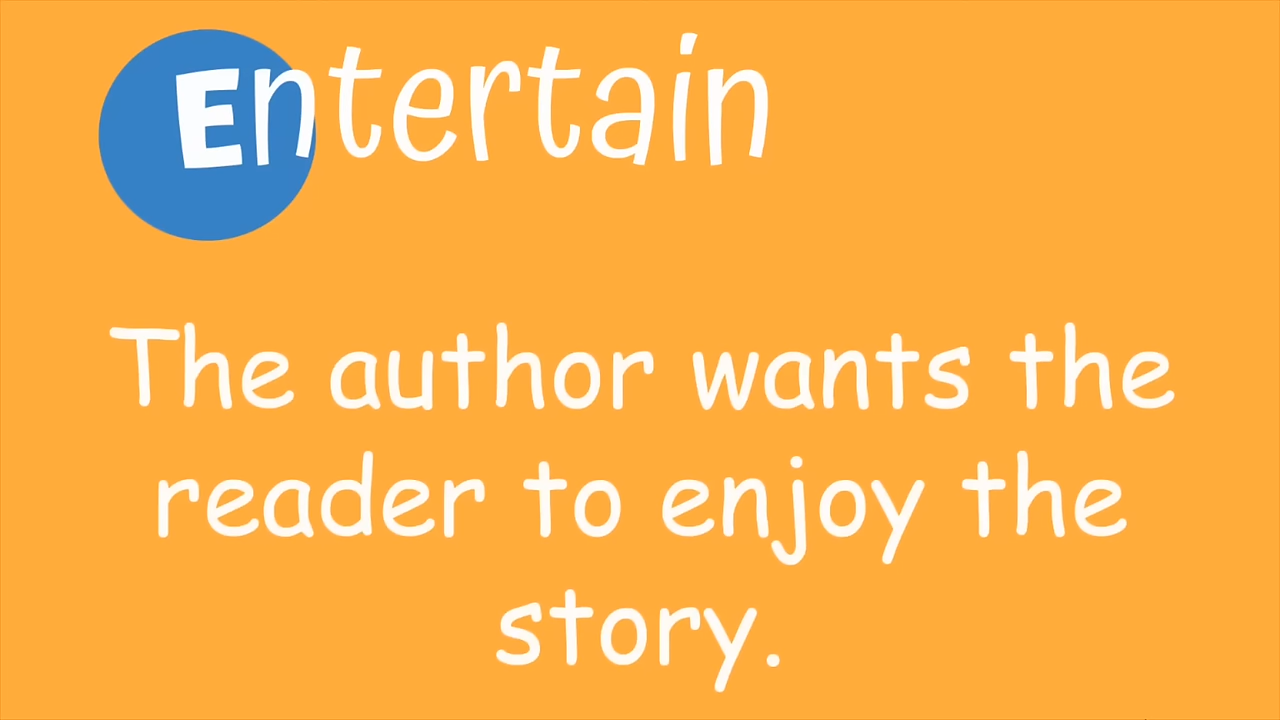 Entertain
The author wants the
reader to enjoy the
story.